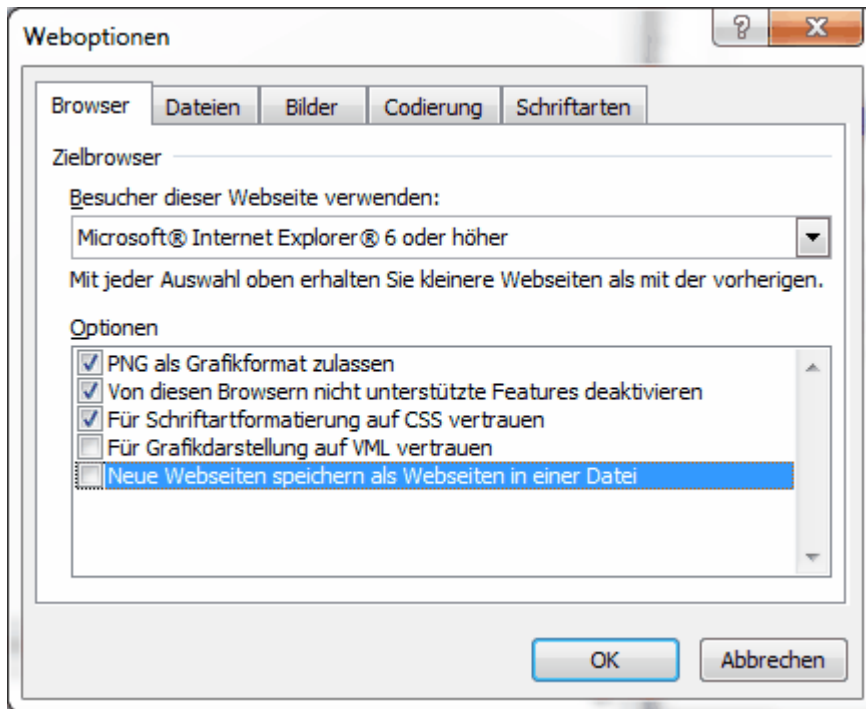 Weboptionen
Browser Dateien Bilder Codierung Schriftarten
Zielbrowser
Besucher dieser Webseite verwenden:
Microsoft® Internet Explorer® 6 oder höher
Mit jeder Auswahl oben erhalten Sie kleinere Webseiten als mit der vorherigen.
Optionen
PNG als Grafikformat zulassen
Von diesen Browsern nicht unterstützte Features deaktivieren
Für Schriftartformatierung auf CSS vertrauen
Für Grafikdarstellung auf VML vertrauen
Neue Webseiten speichern als Webseiten in einer Datei
OK Abbrechen